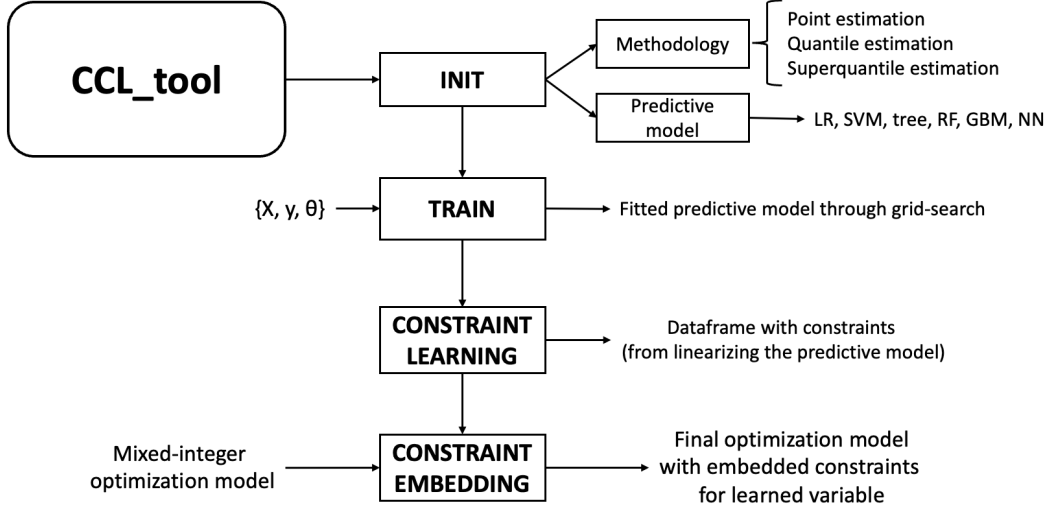 CCL_tool
INIT
Methodology
Point estimation
Quantile estimation
Superquantile estimation
Predictive
model
LR, SVM, tree, RF, GBM, NN
{X, y, θ}
TRAIN
Fitted predictive model through grid-search
CONSTRAINT
LEARNING
Dataframe with constraints
(from linearizing the predictive model)
Mixed-integer
optimization model
CONSTRAINT
EMBEDDING
Final optimization model
with embedded constraints
for learned variable